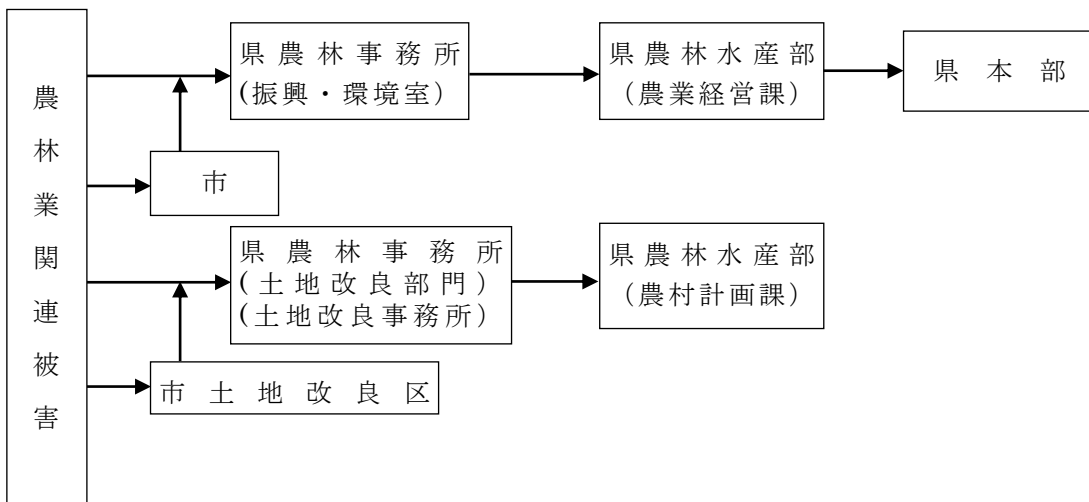 農林業関連被害
県農林事務所
(振興・環境室)
県農林水産部
(農業経営課)
県本部
市
県農林事務所
(土地改良部門)
(土地改良事務所)
県農林水産部
(農村計画課)
市土地改良区